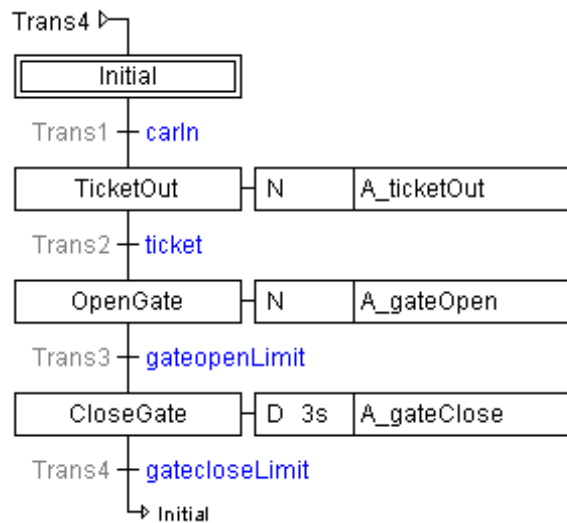 Trans4
Initial
Trans1 carIn
TicketOut N A_ticketOut
Trans2 ticket
OpenGate N A_gateOpen
Trans3 gateopenLimit
CloseGate D 3s A_gateClose
Trans4 gatecloseLimit
Initial